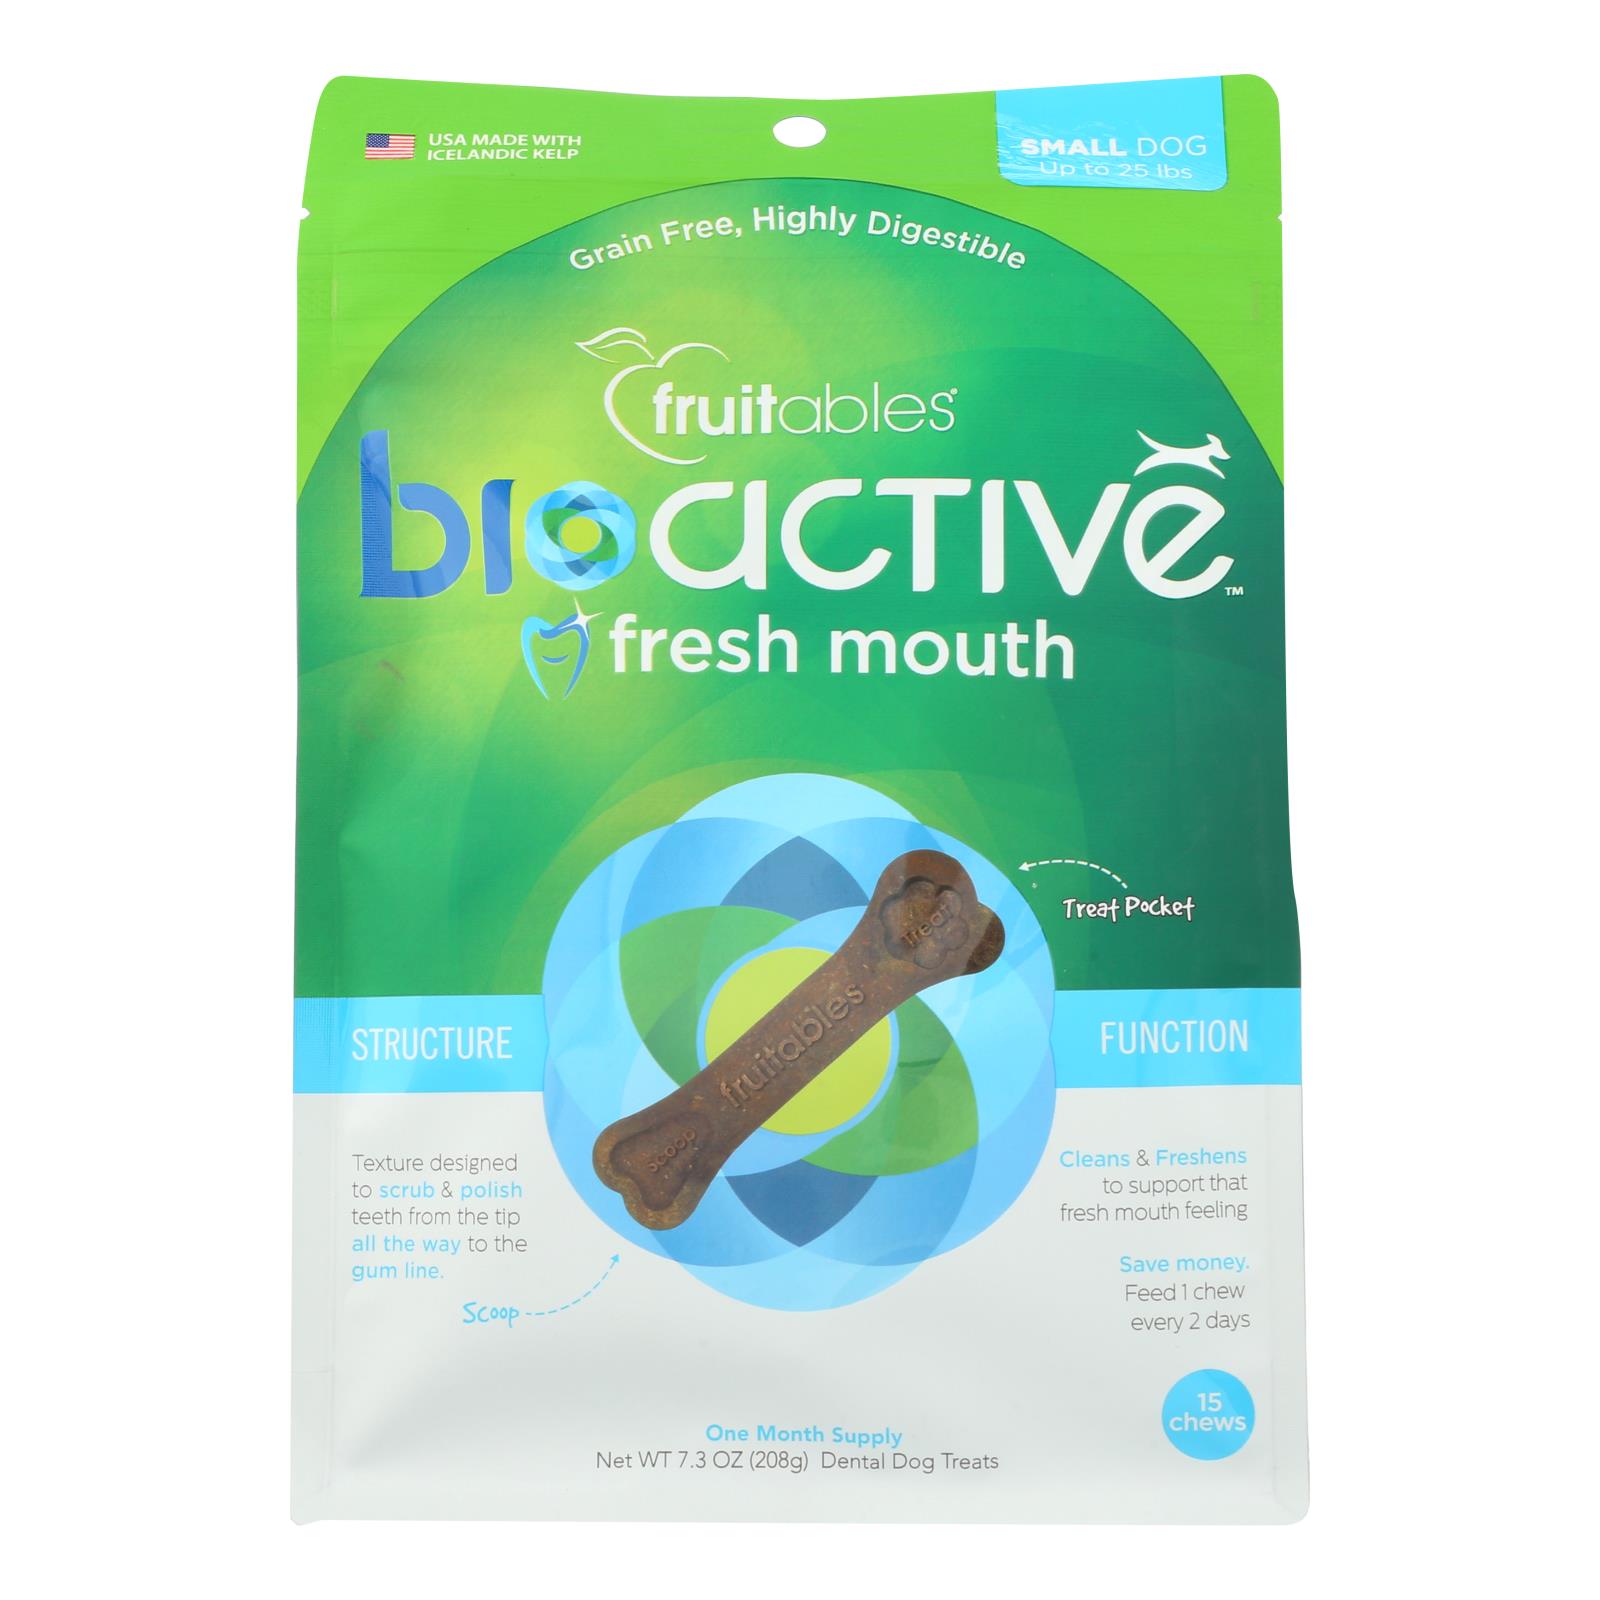 USA MADE WITH
ICELANDIC KELP
SMALL DOG
Up to 25 lbs
Grain Free, Highly Digestible
fruitables®
bioactive™
fresh mouth
Treat Pocket
Treat
fruitables
Scoop
STRUCTURE
FUNCTION
Texture designed
to scrub & polish
teeth from the tip
all the way to the
gum line.
Scoop
Cleans & Freshens
to support that
fresh mouth feeling
Save money.
Feed 1 chew
every 2 days
15
chews
One Month Supply
Net WT 7.3 OZ (208g) Dental Dog Treats